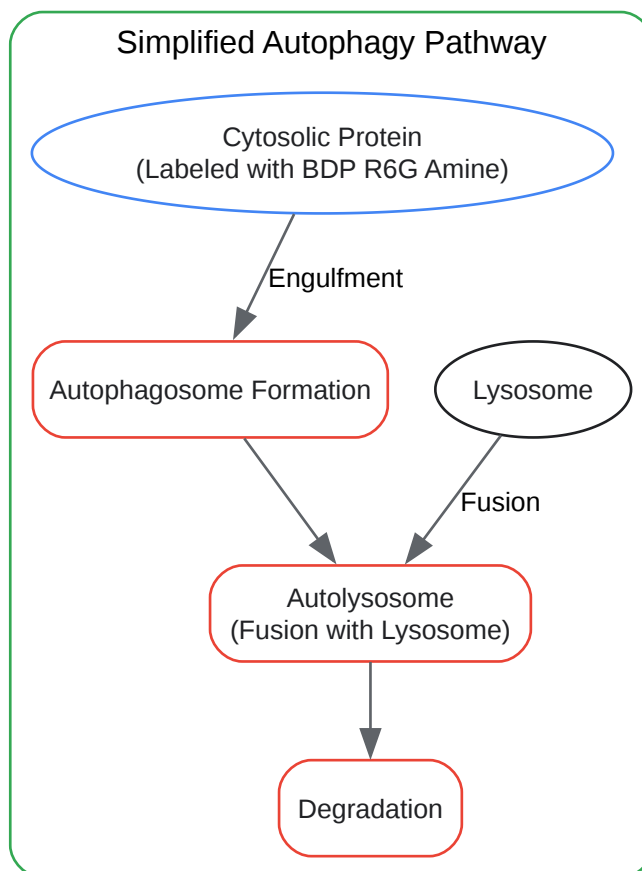 Simplified Autophagy Pathway
Cytosolic Protein
(Labeled with BDP R6G Amine)
Engulfment
Autophagosome Formation
Lysosome
Fusion
Autolysosome
(Fusion with Lysosome)
Degradation